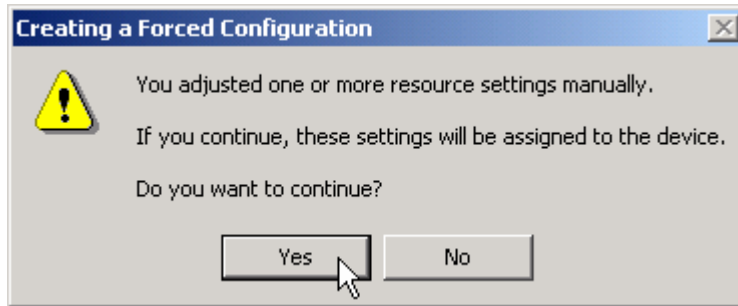 Creating a Forced Configuration
You adjusted one or more resource settings manually.
If you continue, these settings will be assigned to the device.
Do you want to continue?
Yes
No